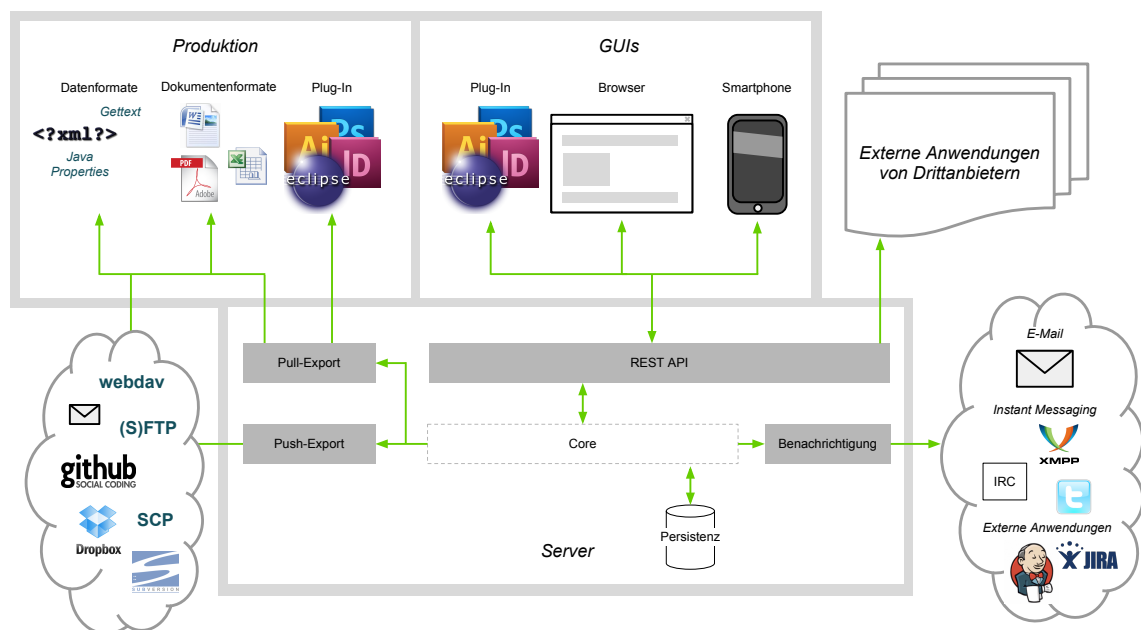 Produktion
Datenformate
Dokumentenformate
Plug-In
Gettext
<?xml?>
Java
Properties
W
PDF
Adobe
X
Ps
Ai
ID
eclipse
GUIs
Plug-In
Browser
Smartphone
Ps
Ai
ID
eclipse
x
Externe Anwendungen
von Drittanbietern
Pull-Export
REST API
Push-Export
Core
Benachrichtigung
Persistenz
Server
webdav
(S)FTP
github
SOCIAL CODING
SCP
Dropbox
SUBVERSION
E-Mail
Instant Messaging
XMPP
IRC
t
Externe Anwendungen
JIRA